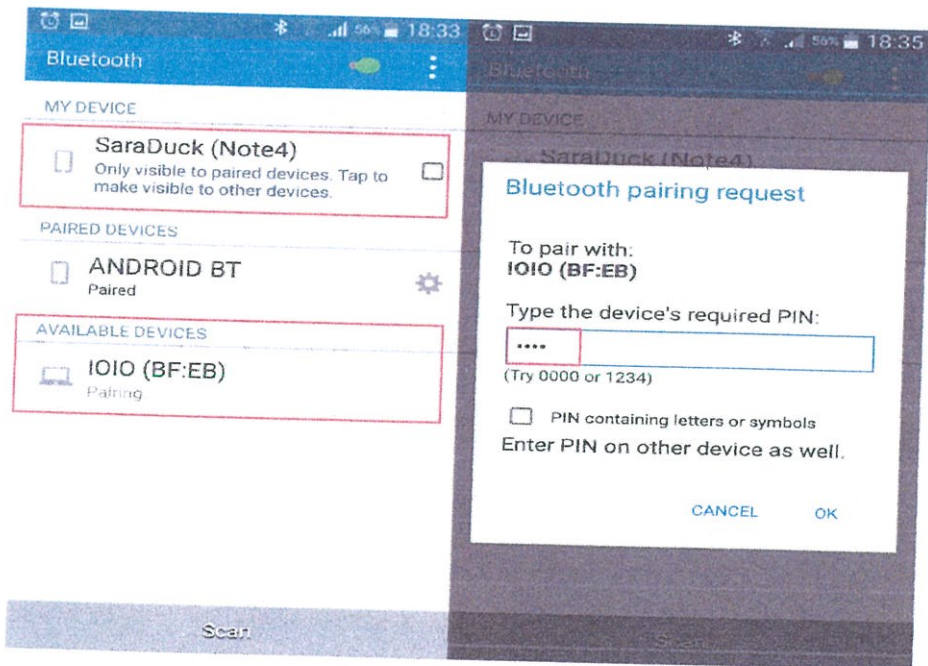 56% 18:33
Bluetooth
MY DEVICE
SaraDuck (Note4)
Only visible to paired devices. Tap to
make visible to other devices.
PAIRED DEVICES
ANDROID BT
Paired
AVAILABLE DEVICES
IOIO (BF:EB)
Pairing
Scan
56% 18:35
Bluetooth
MY DEVICE
SaraDuck (Note4)
Bluetooth pairing request
To pair with:
IOIO (BF:EB)
Type the device's required PIN:
••••
(Try 0000 or 1234)
PIN containing letters or symbols
Enter PIN on other device as well.
CANCEL OK
Scan